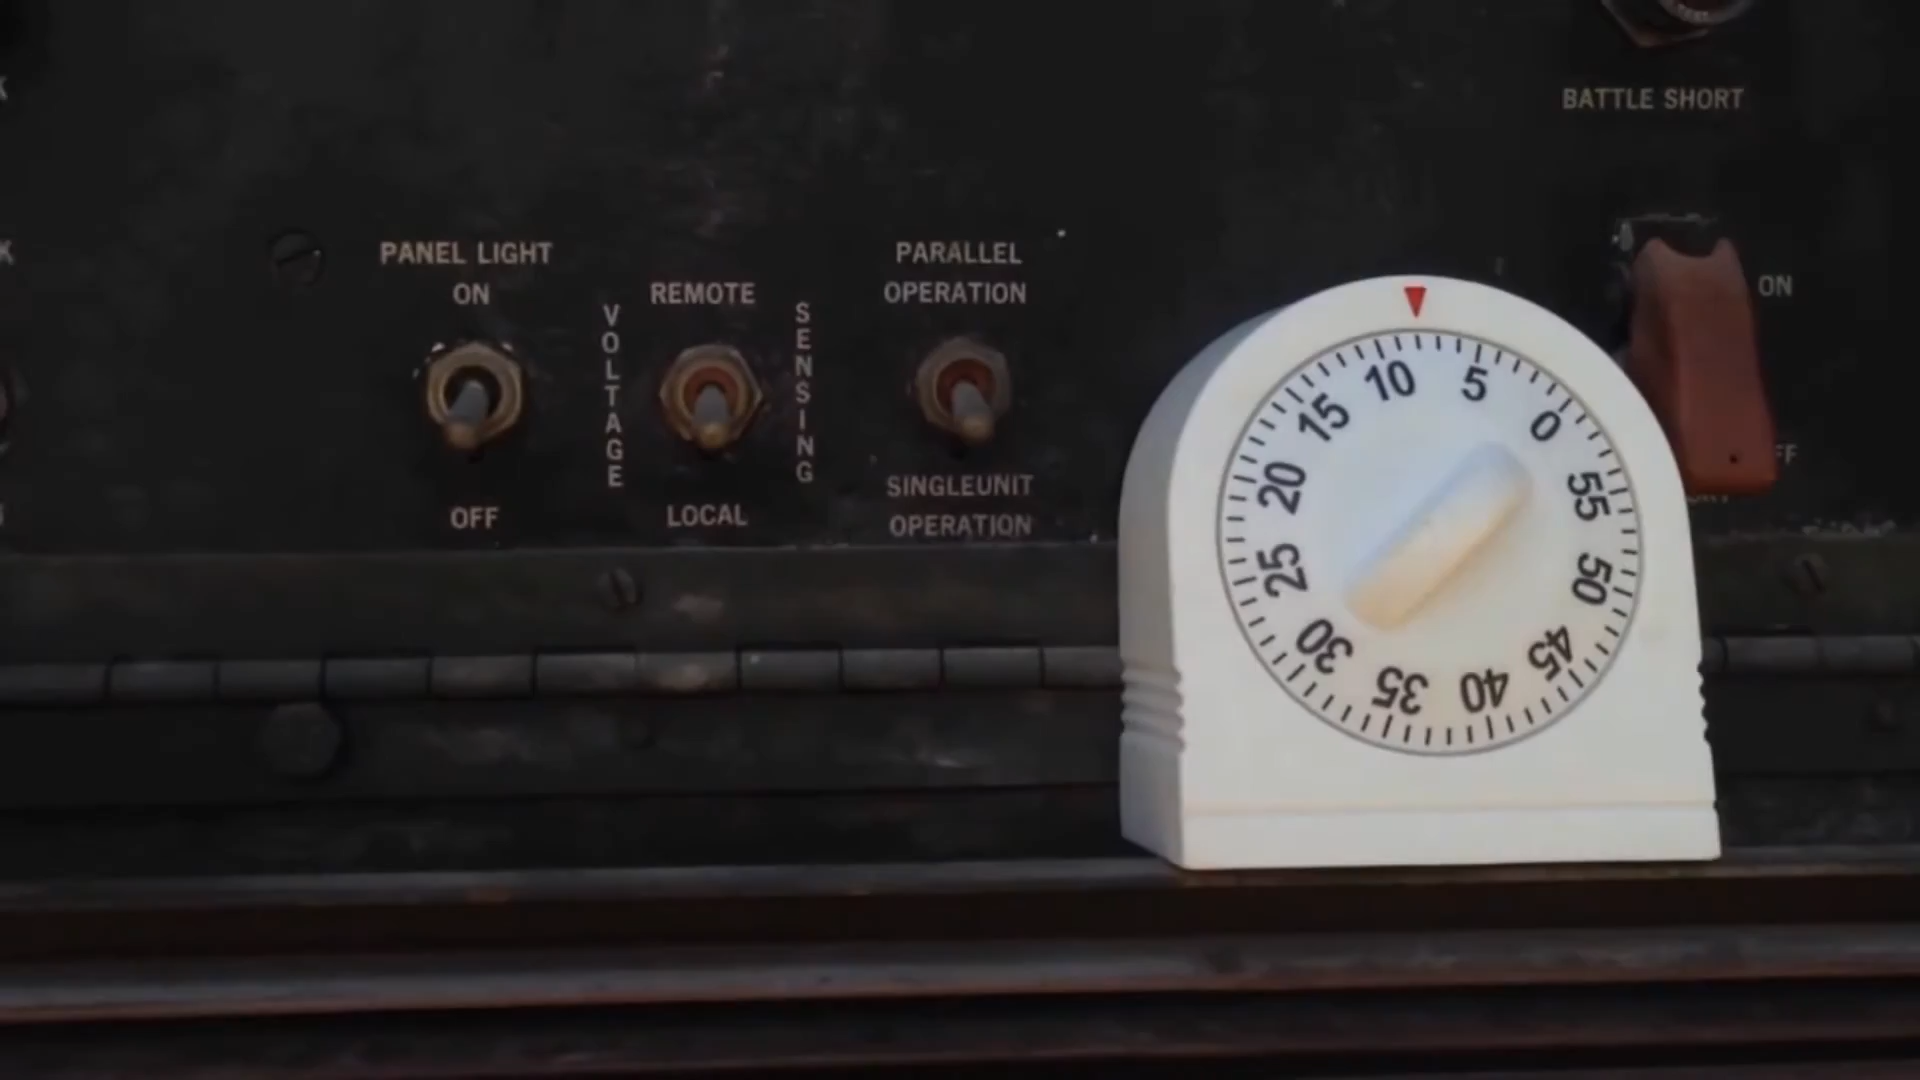 BATTLE SHORT
PANEL LIGHT
ON
OFF
VOLTAGE
REMOTE
LOCAL
SENSING
PARALLEL
OPERATION
SINGLEUNIT
OPERATION
ON
0
5
10
15
20
25
30
35
40
45
50
55